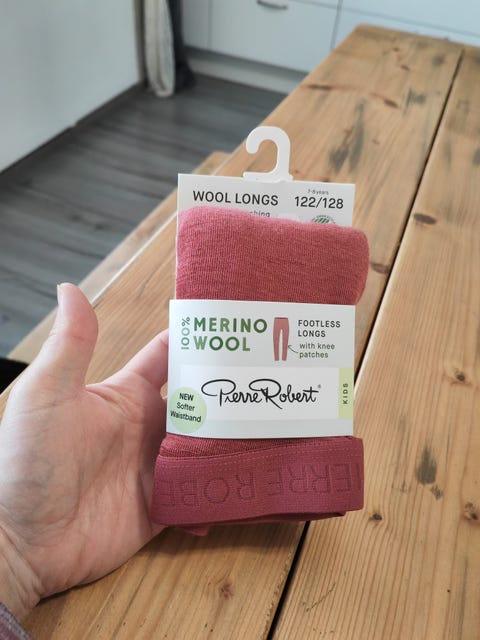 WOOL LONGS
7-8 years
122/128
100%
MERINO
WOOL
FOOTLESS
LONGS
with knee
patches
Pierre Robert®
KIDS
NEW
Softer
Waistband
PIERRE ROBE